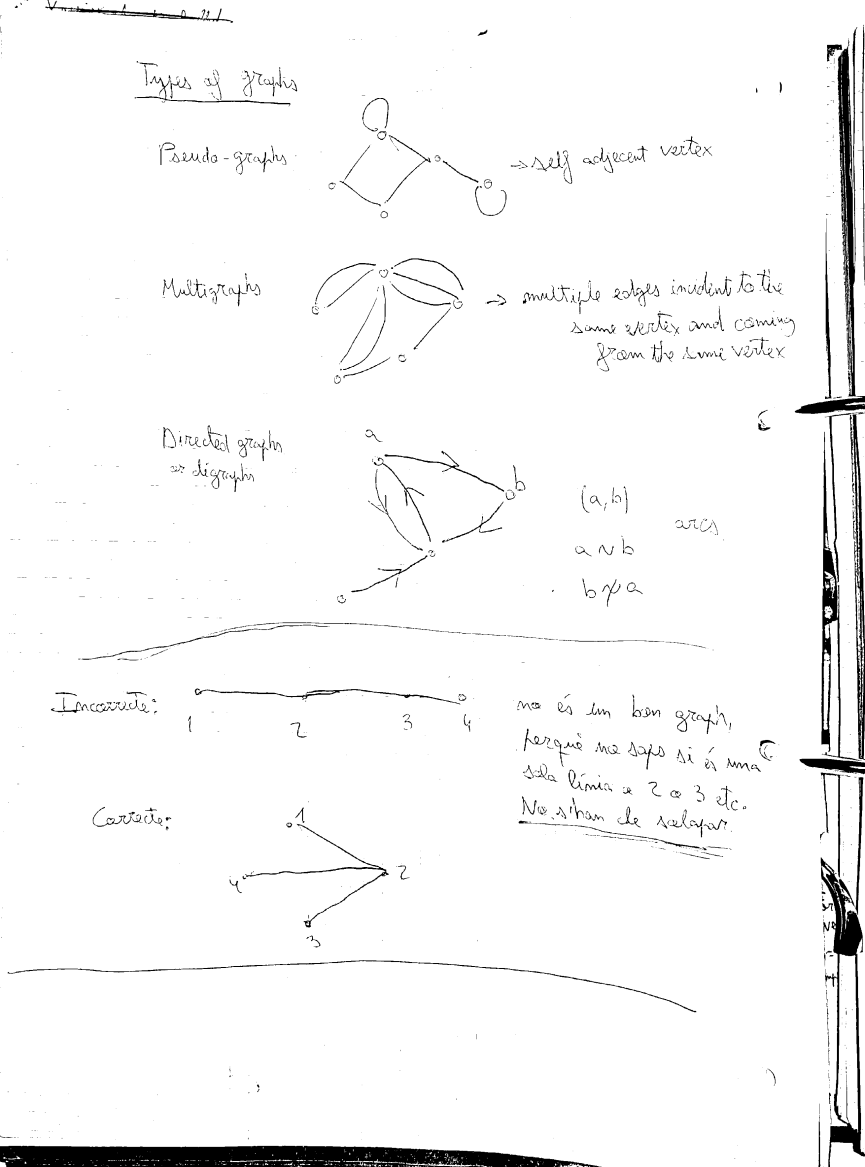 Types of graphs
Pseudo-graphs
→ self adjecent vertex
Multigraphs
→ multiple edges incident to the
same vertex and coming
from the same vertex
Directed graphs
or digraphs
a
b
(a,b)
arcs
a ~ b
b ≁ a
Incorrecte:
1 2 3 4
no és un bon graph,
perquè no saps si és una
sola línia o 2 o 3 etc.
No s'han de solapar
Correcte:
1
2
4
3